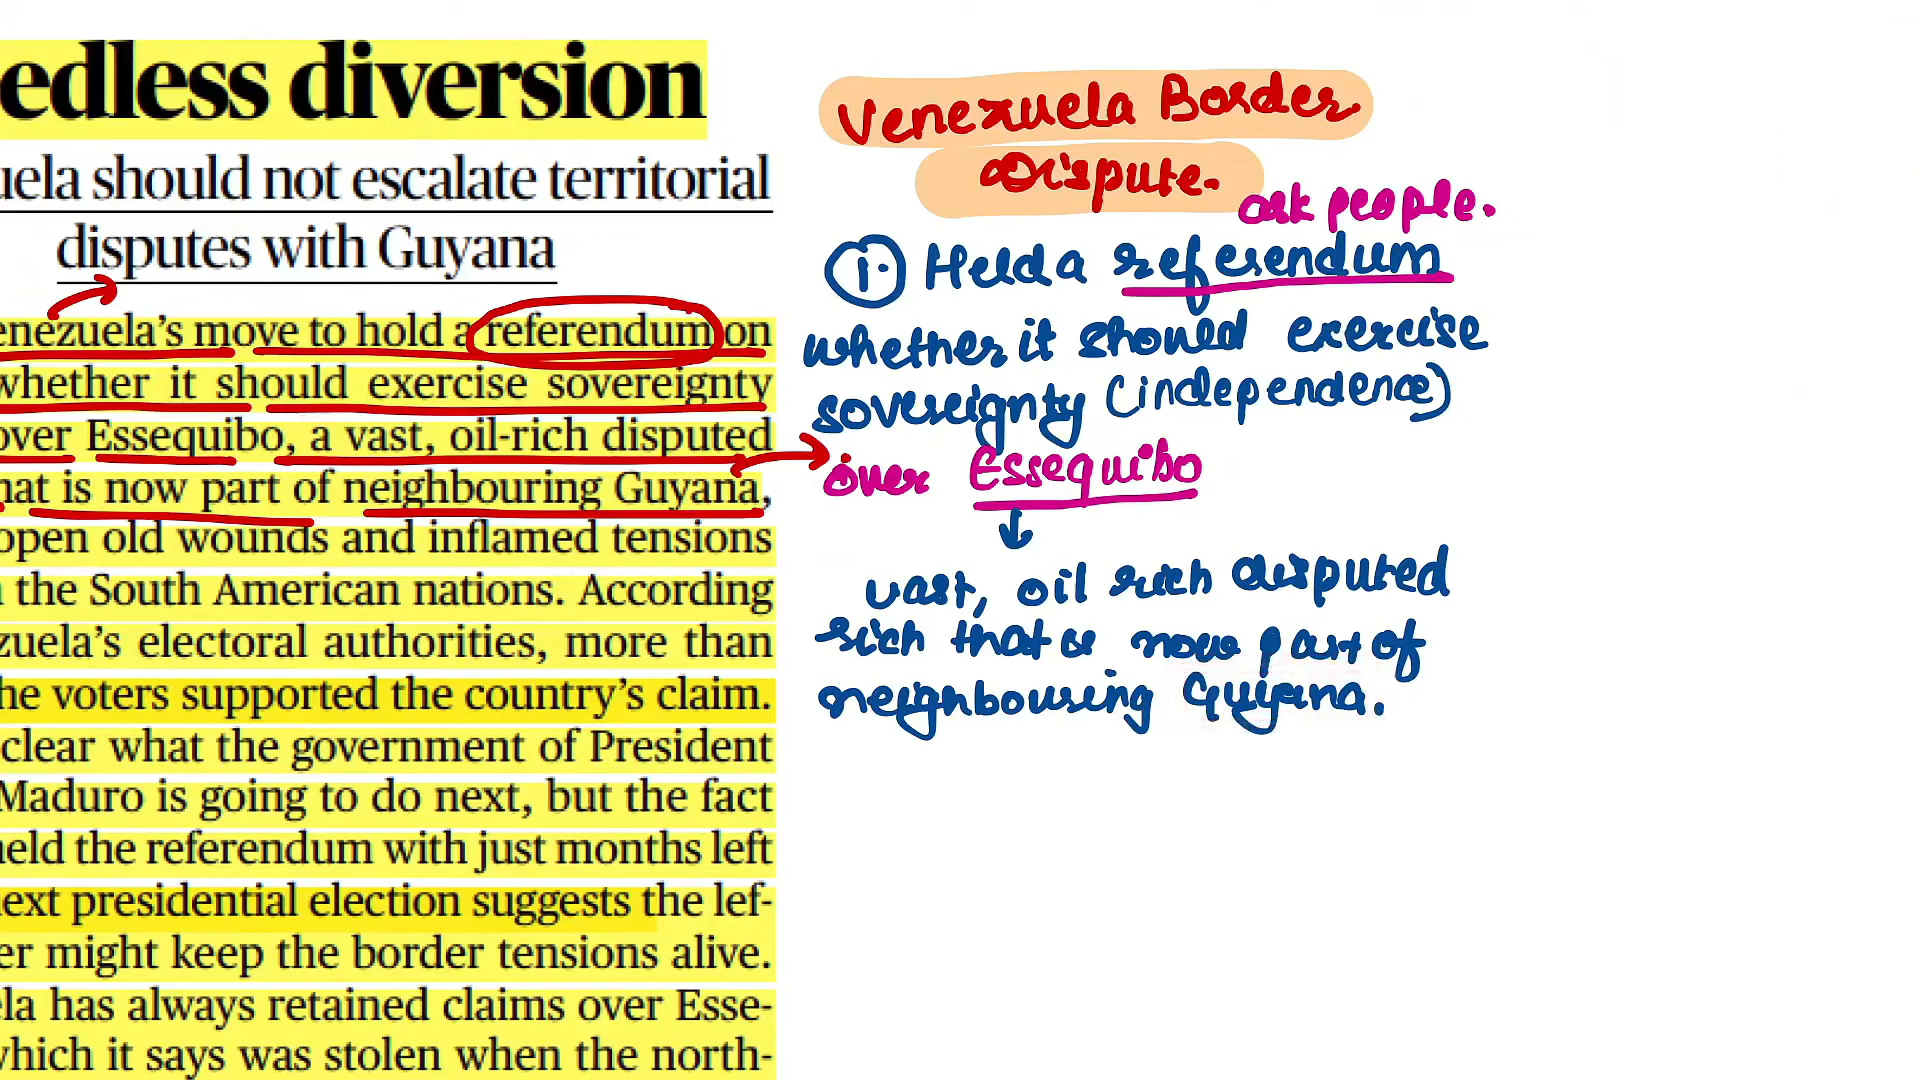 edless diversion
uela should not escalate territorial
disputes with Guyana
enezuela's move to hold a referendum on
whether it should exercise sovereignty
over Essequibo, a vast, oil-rich disputed
hat is now part of neighbouring Guyana,
open old wounds and inflamed tensions
the South American nations. According
zuela's electoral authorities, more than
he voters supported the country's claim.
clear what the government of President
Maduro is going to do next, but the fact
held the referendum with just months left
ext presidential election suggests the lef-
er might keep the border tensions alive.
ela has always retained claims over Esse-
which it says was stolen when the north-
Venezuela Border
Dispute.
ask people.
1. Held a referendum
whether it should exercise
sovereignty (independence)
over Essequibo
vast, oil rich disputed
rich that is now part of
neighbouring Guyana.